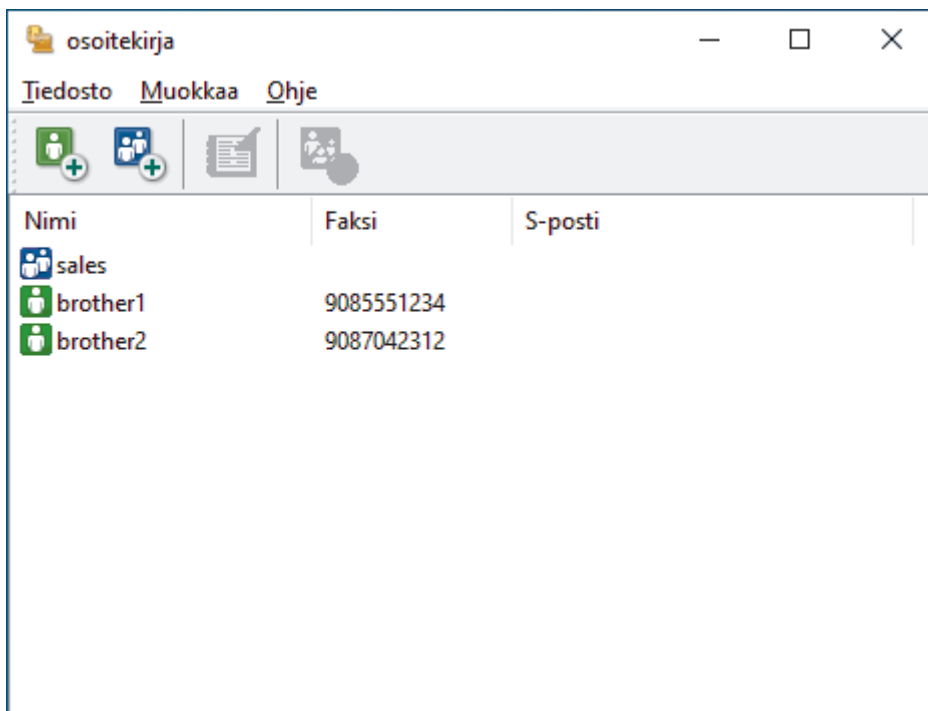 osoitekirja
Tiedosto Muokkaa Ohje
Nimi Faksi S-posti
sales
brother1 9085551234
brother2 9087042312